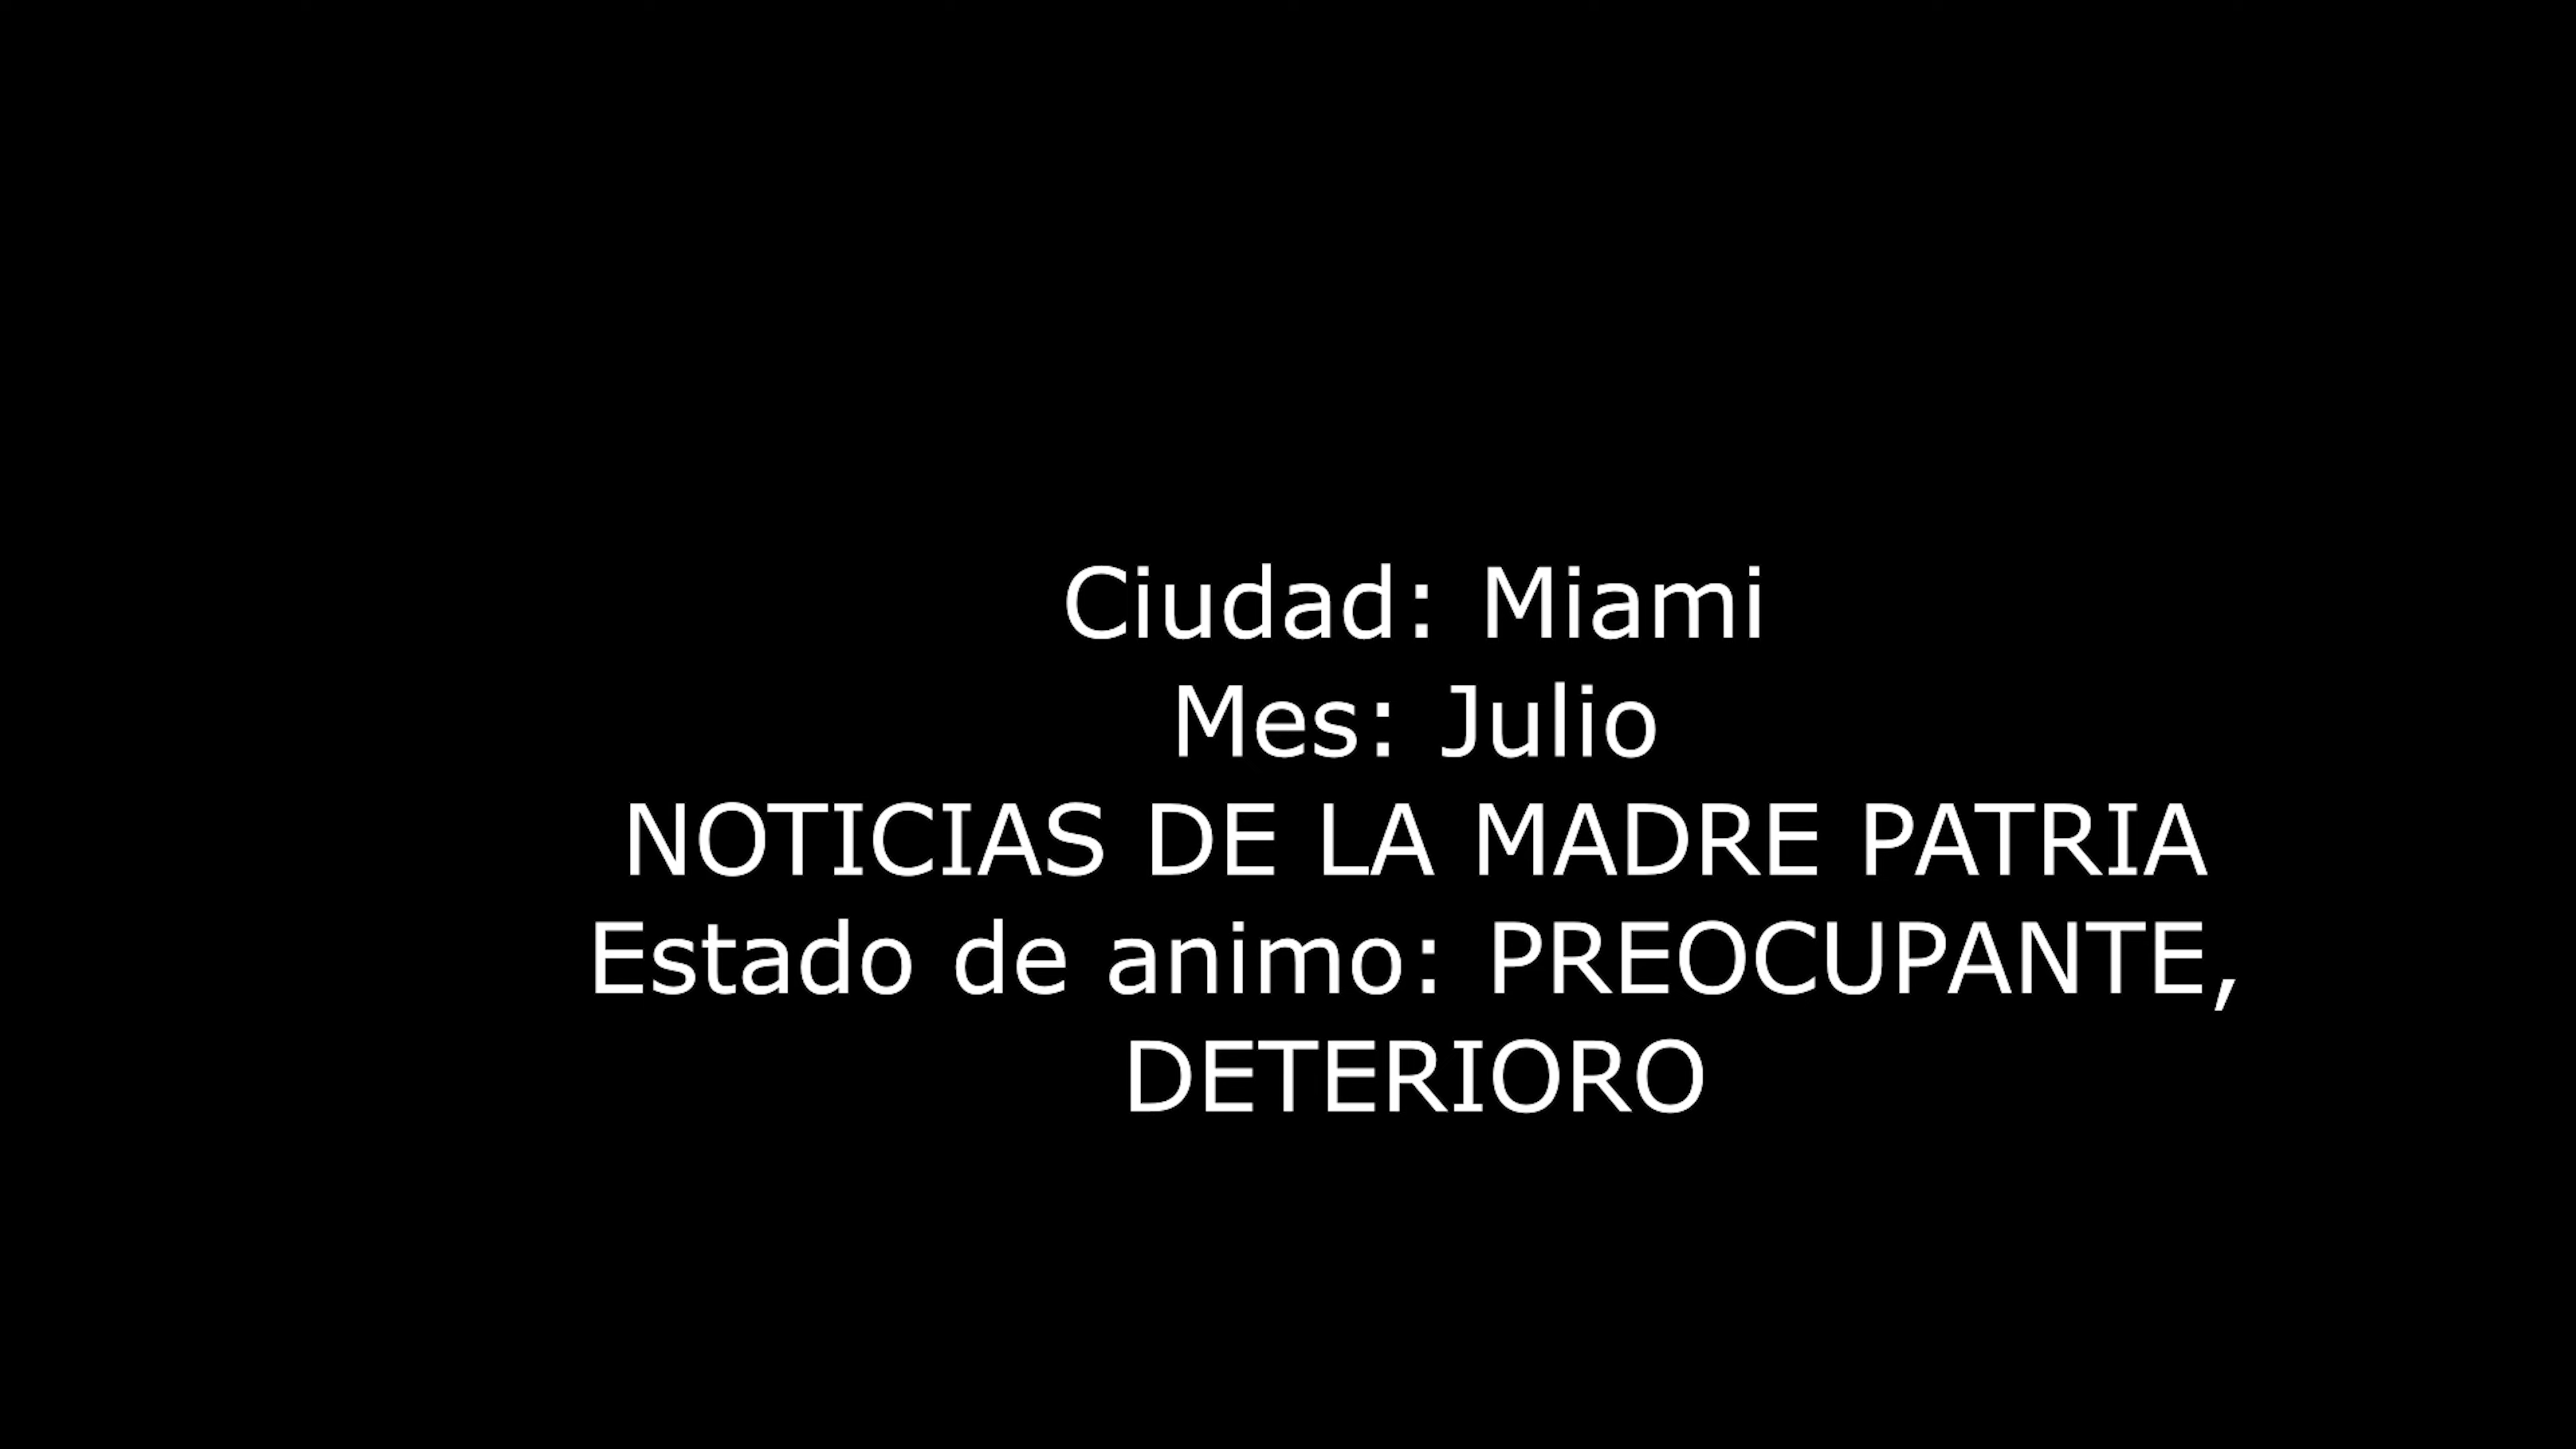 Ciudad: Miami
Mes: Julio
NOTICIAS DE LA MADRE PATRIA
Estado de animo: PREOCUPANTE,
DETERIORO